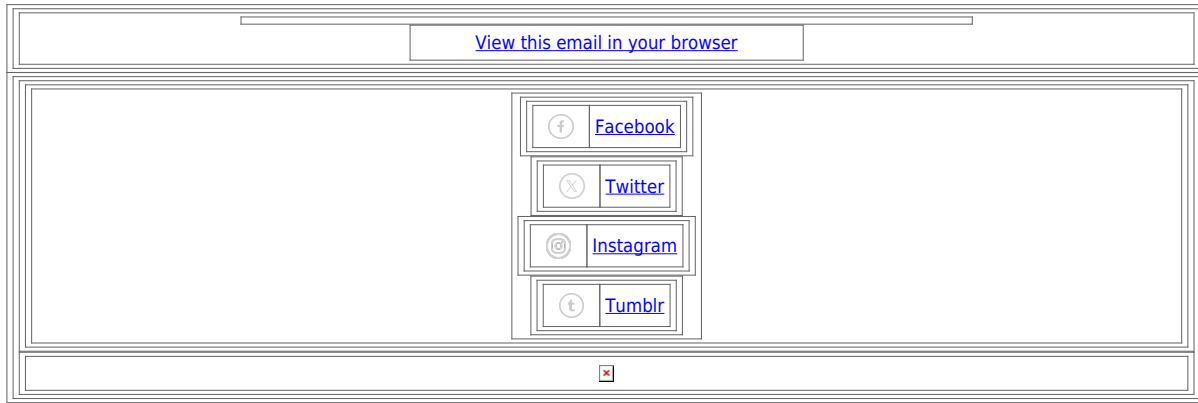 View this email in your browser
Facebook
Twitter
Instagram
Tumblr